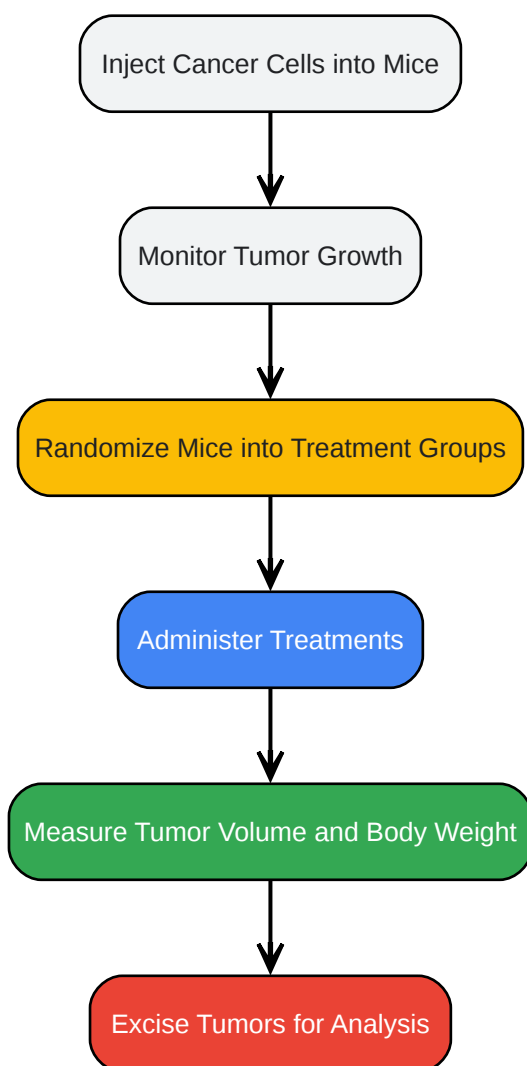 Inject Cancer Cells into Mice
Monitor Tumor Growth
Randomize Mice into Treatment Groups
Administer Treatments
Measure Tumor Volume and Body Weight
Excise Tumors for Analysis